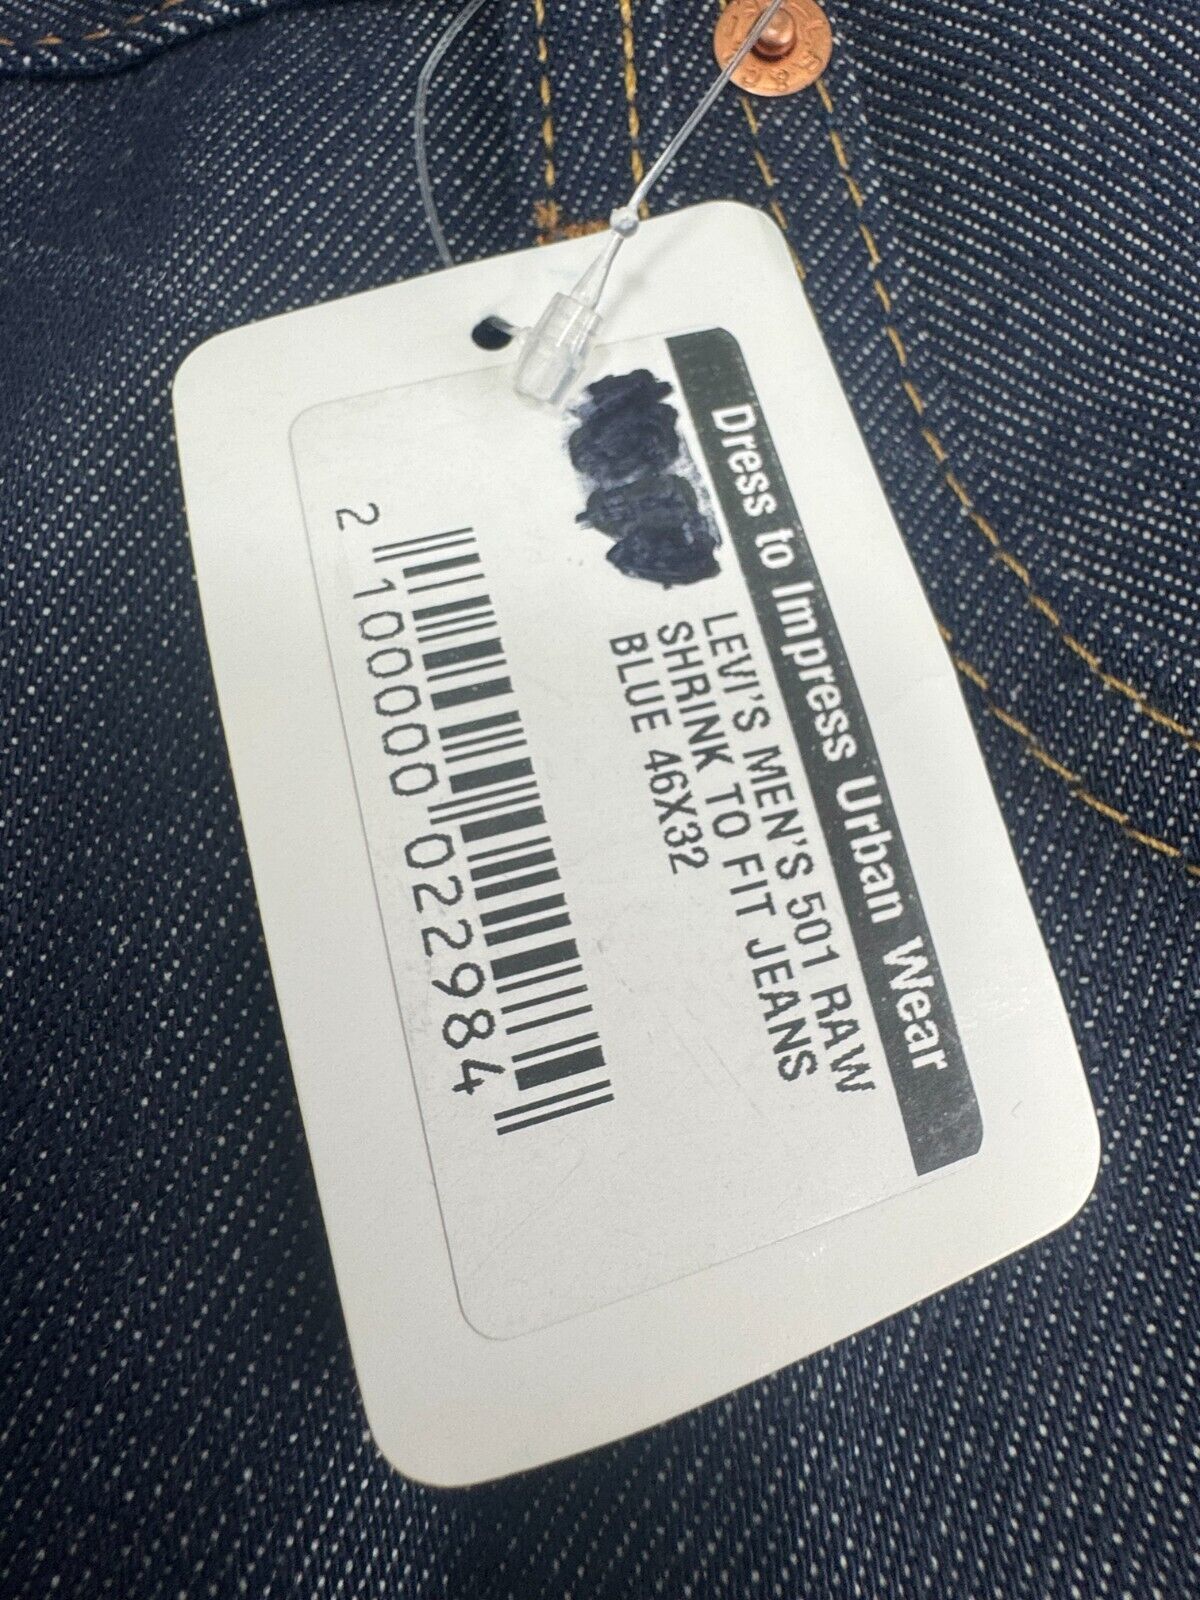 Dress to Impress Urban Wear
LEVI'S MEN'S 501 RAW
SHRINK TO FIT JEANS
BLUE 46X32
2 100000 022984